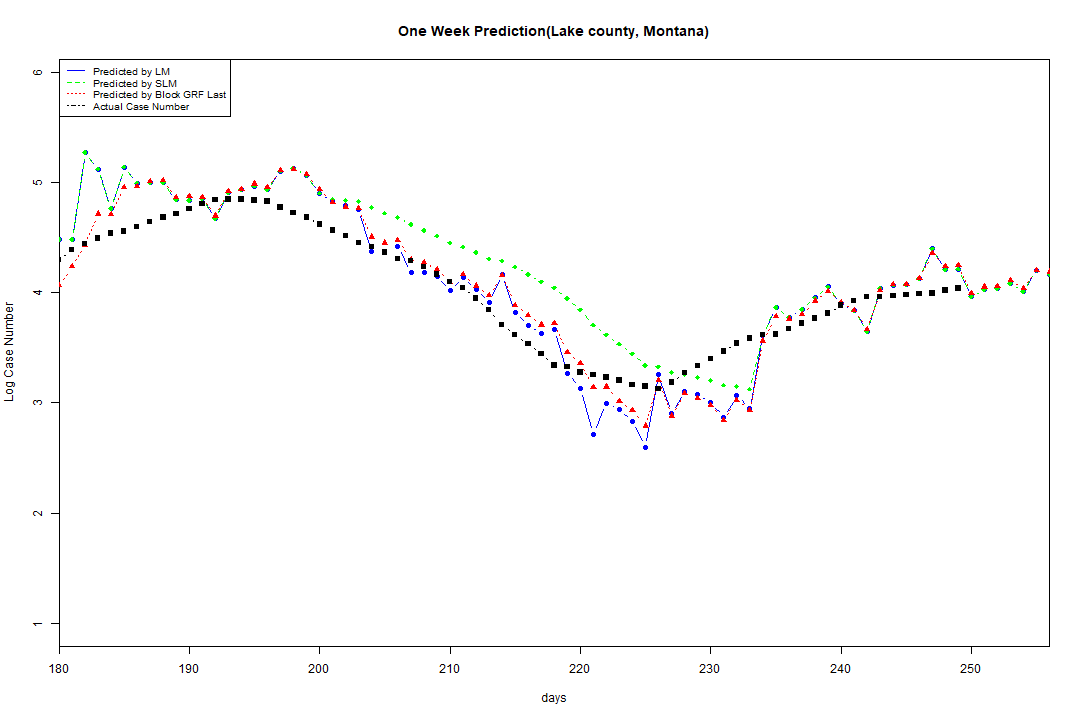 One Week Prediction(Lake county, Montana)
6
Predicted by LM
Predicted by SLM
Predicted by Block GRF Last
Actual Case Number
5
4
3
2
1
Log Case Number
180 190 200 210 220 230 240 250
days